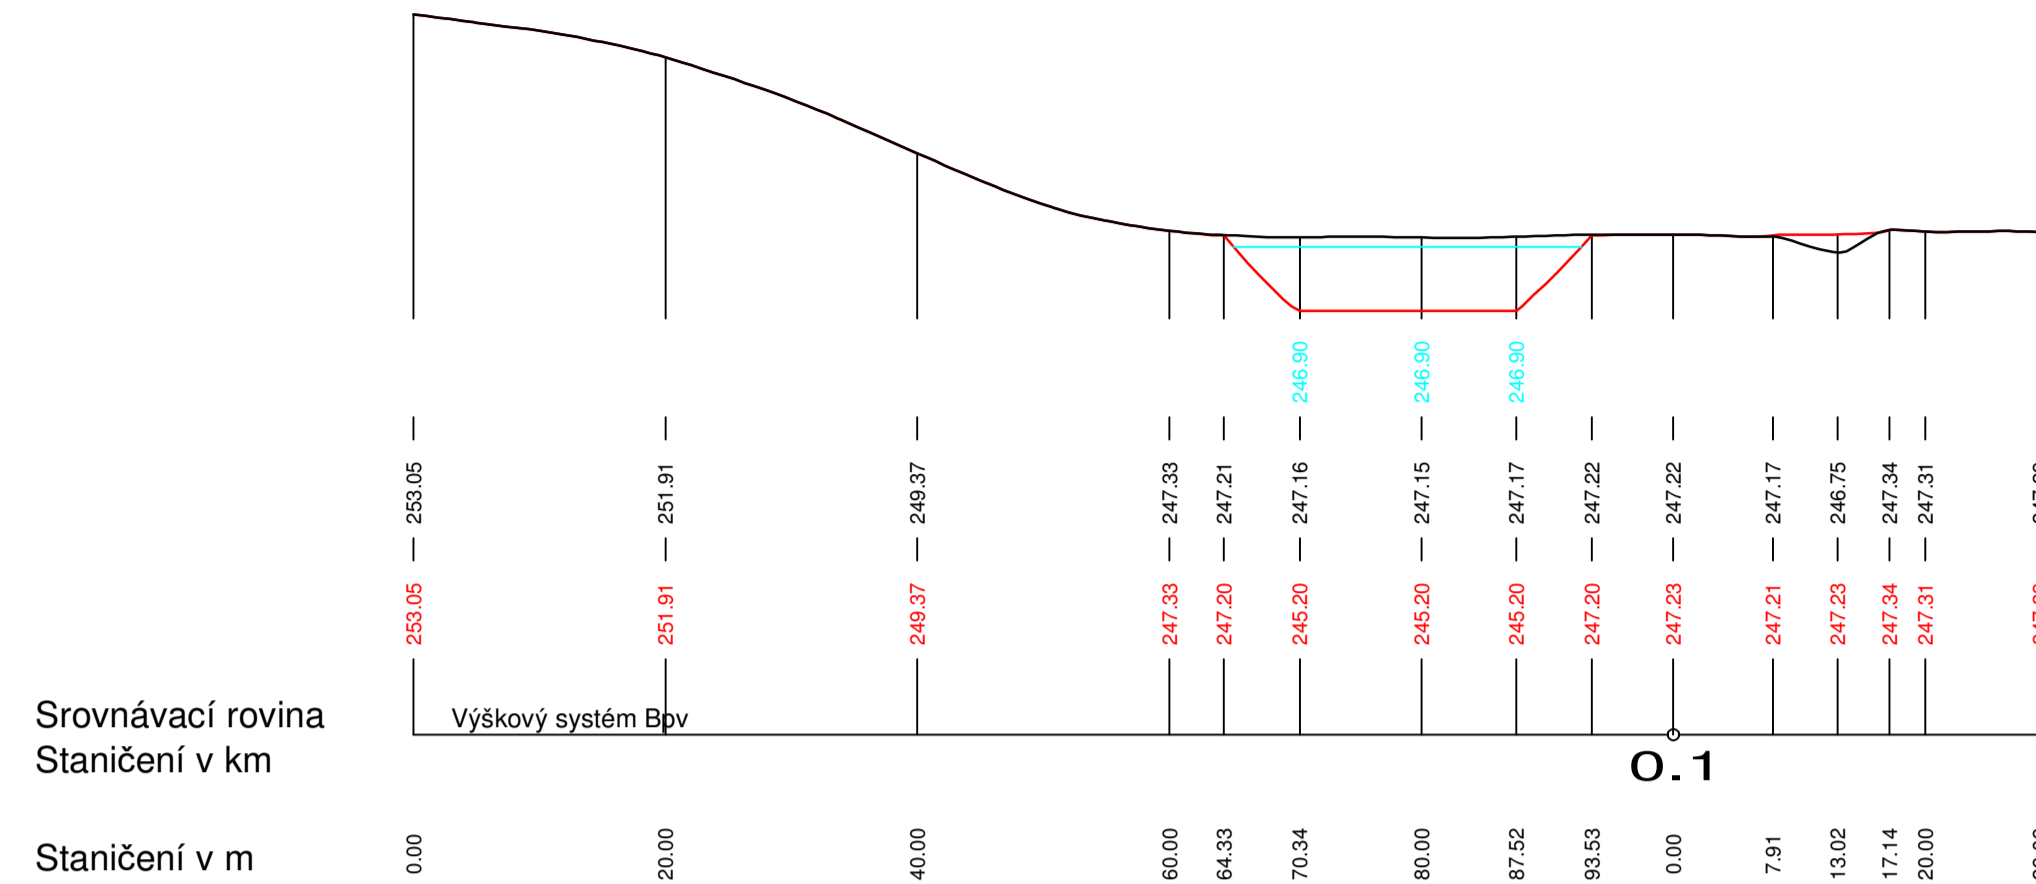 246.90 246.90 246.90
253.05 251.91 249.37 247.33 247.21 247.16 247.15 247.17 247.22 247.22 247.17 246.75 247.34 247.31
253.05 251.91 249.37 247.33 247.20 245.20 245.20 245.20 247.20 247.23 247.21 247.23 247.34 247.31
Srovnávací rovina Výškový systém Bpv
Staničení v km 0.1
Staničení v m 0.00 20.00 40.00 60.00 64.33 70.34 80.00 87.52 93.53 0.00 7.91 13.02 17.14 20.00